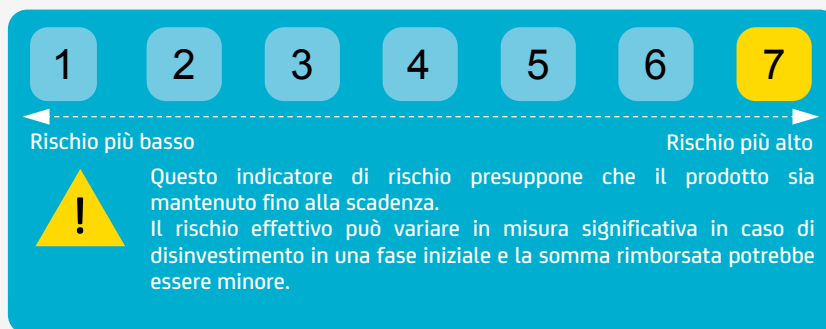 1 2 3 4 5 6 7
Rischio più basso Rischio più alto
!
Questo indicatore di rischio presuppone che il prodotto sia
mantenuto fino alla scadenza.
Il rischio effettivo può variare in misura significativa in caso di
disinvestimento in una fase iniziale e la somma rimborsata potrebbe
essere minore.